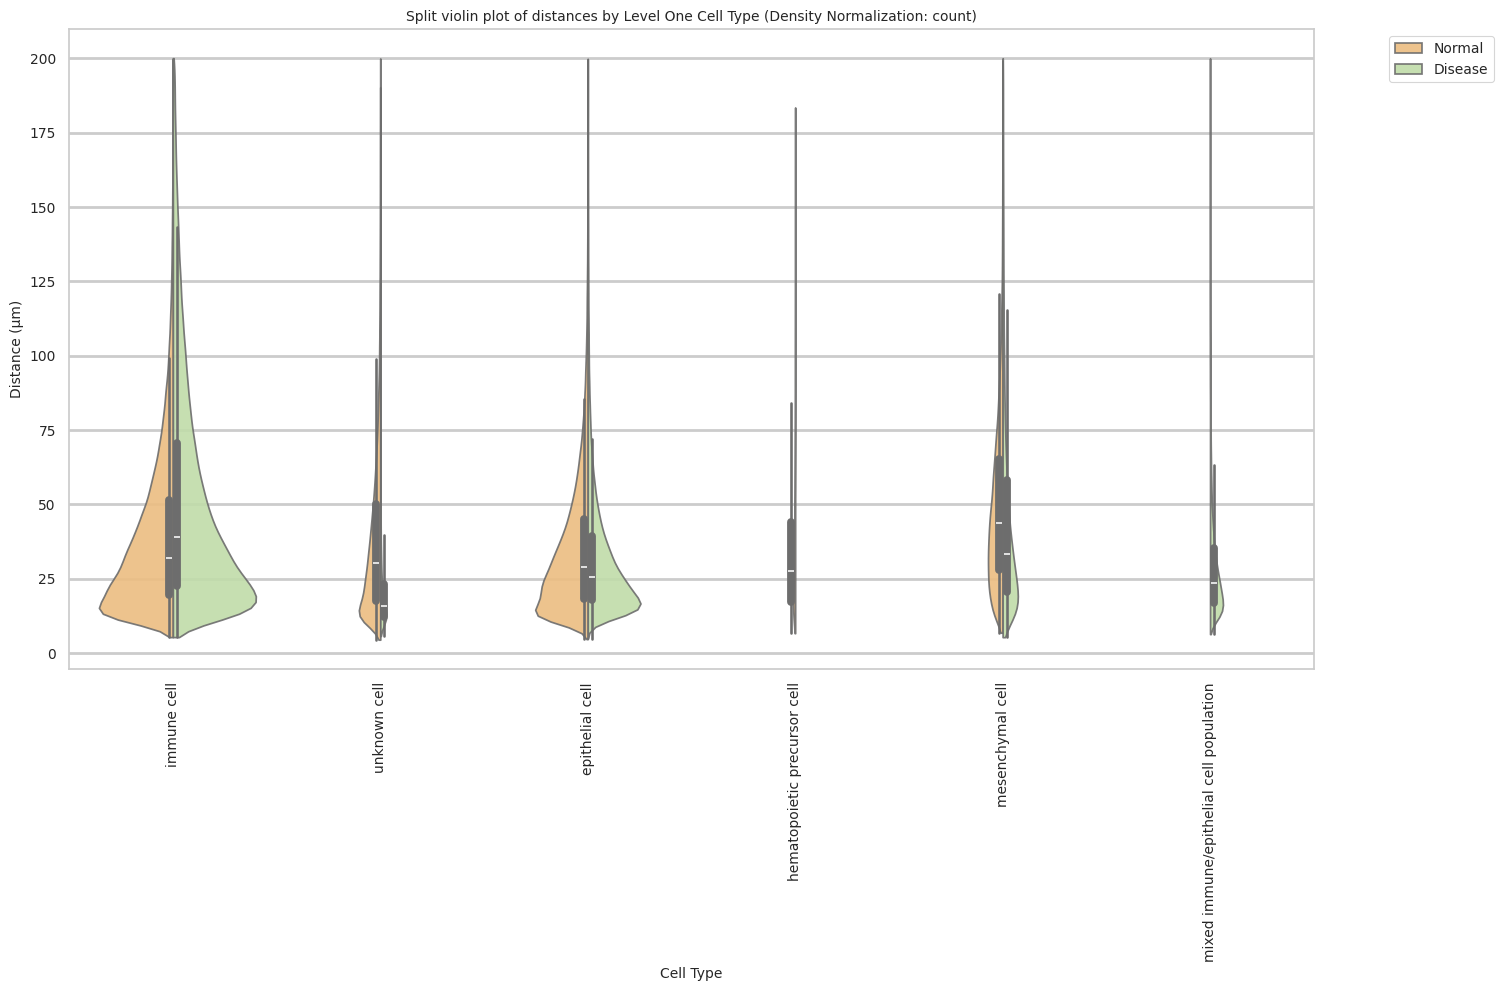 Split violin plot of distances by Level One Cell Type (Density Normalization: count)
Normal
Disease
200
175
150
125
100
75
50
25
0
Distance (µm)
immune cell
unknown cell
epithelial cell
hematopoietic precursor cell
mesenchymal cell
mixed immune/epithelial cell population
Cell Type